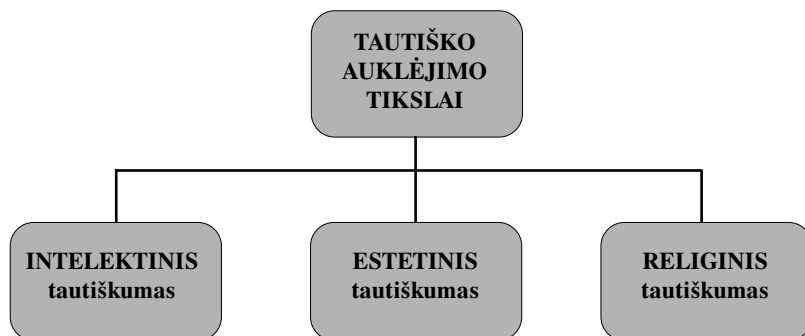 TAUTIŠKO
AUKLĖJIMO
TIKSLAI
INTELEKTINIS
tautiškumas
ESTETINIS
tautiškumas
RELIGINIS
tautiškumas